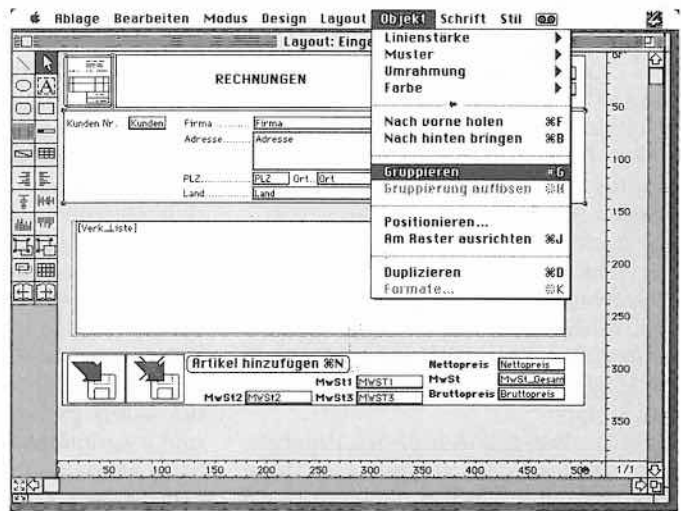 Ablage Bearbeiten Modus Design Layout Objekt Schrift Stil
Layout: Einge
Linienstärke
Muster
Umrahmung
Farbe
Nach vorne holen ⌘F
Nach hinten bringen ⌘B
Gruppieren ⌘G
Gruppierung auflösen ⌘H
Positionieren...
Am Raster ausrichten ⌘J
Duplizieren ⌘D
Formate... ⌘K
RECHNUNGEN
Kunden Nr. Kunden Firma ......... Firma
Adresse......... Adresse
PLZ............ PLZ Ort.. Ort
Land ........... Land
[Verk_Liste]
Artikel hinzufügen ⌘N
Nettopreis Nettopreis
MwSt1 MWST1 MwSt MwSt_Gesam
MwSt2 MWSt2 MwSt3 MWST3 Bruttopreis Bruttopreis
50
100
150
200
250
300
350
0 50 100 150 200 250 300 350 400 450 500 1/1